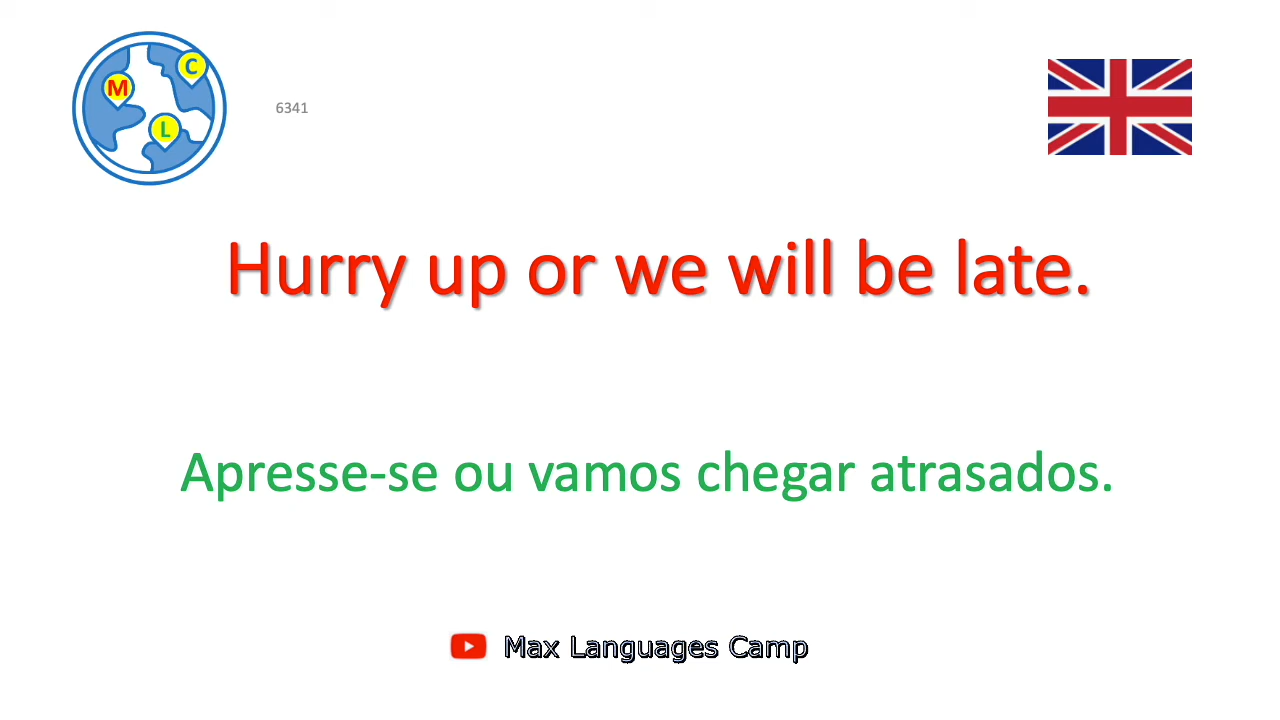 M
C
L
6341
Hurry up or we will be late.
Apresse-se ou vamos chegar atrasados.
Max Languages Camp